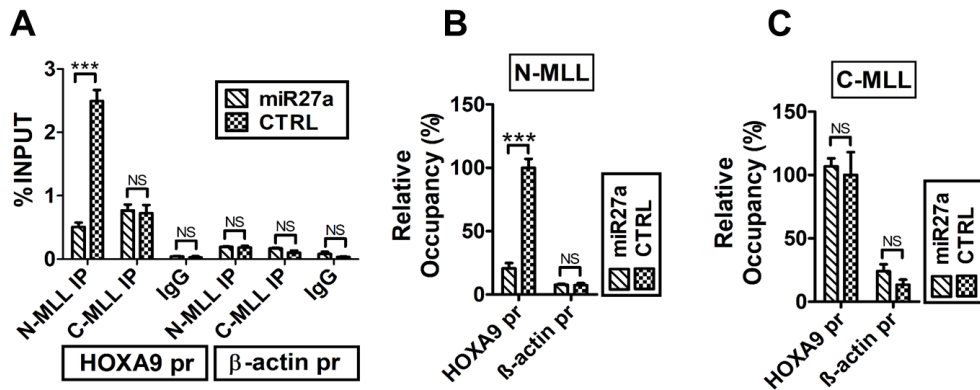 A
%INPUT
3
2
1
0
***
NS
NS
NS
NS
NS
miR27a
CTRL
N-MLL IP
C-MLL IP
IgG
N-MLL IP
C-MLL IP
IgG
HOXA9 pr
ß-actin pr
B
N-MLL
Relative
Occupancy (%)
150
100
50
0
***
NS
HOXA9 pr
ß-actin pr
miR27a
CTRL
C
C-MLL
Relative
Occupancy (%)
150
100
50
0
NS
NS
HOXA9 pr
ß-actin pr
miR27a
CTRL